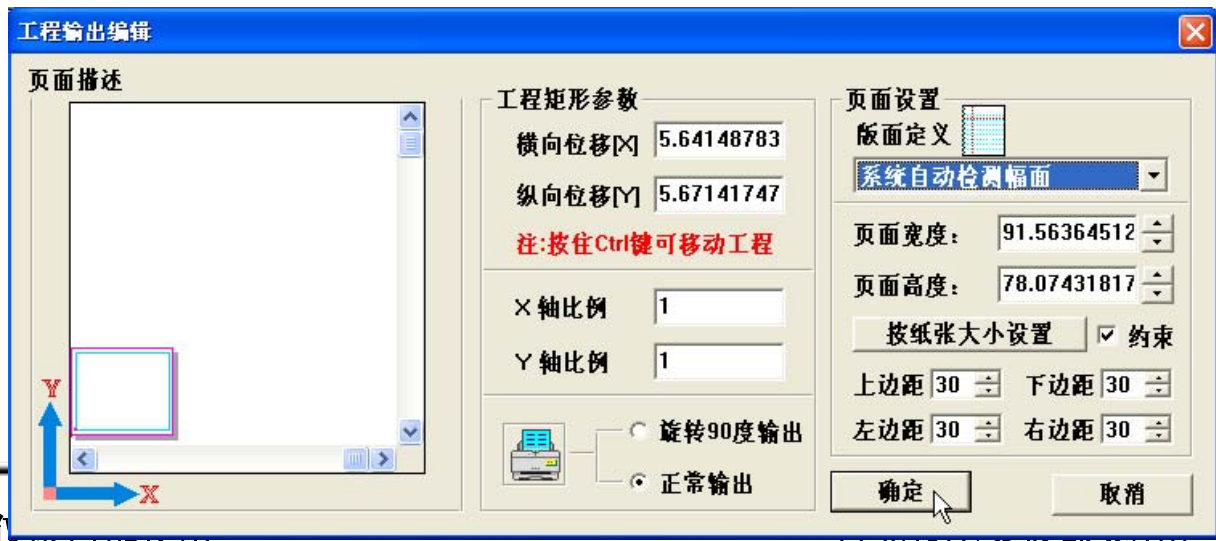 工程输出编辑
页面描述
Y
X
工程矩形参数
横向位移[X] 5.64148783
纵向位移[Y] 5.67141747
注:按住Ctrl键可移动工程
X 轴比例 1
Y 轴比例 1
旋转90度输出
正常输出
页面设置
版面定义
系统自动检测幅面
页面宽度: 91.56364512
页面高度: 78.07431817
按纸张大小设置 约束
上边距 30 下边距 30
左边距 30 右边距 30
确定 取消